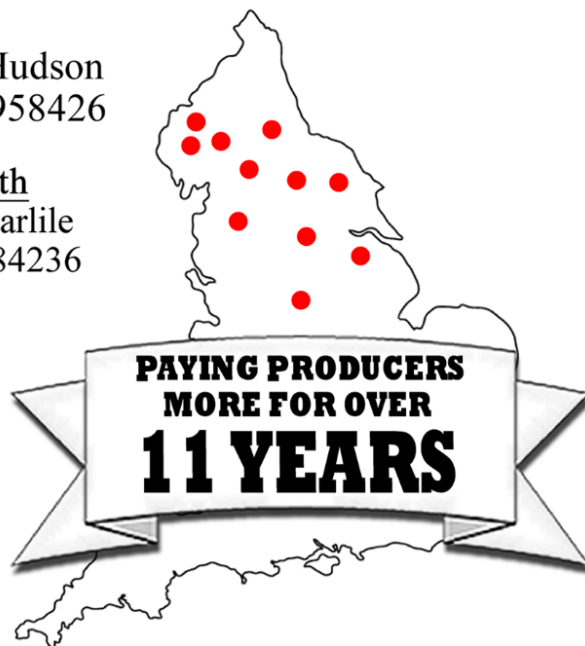 Hudson
958426
th
arlile
84236
PAYING PRODUCERS
MORE FOR OVER
11 YEARS